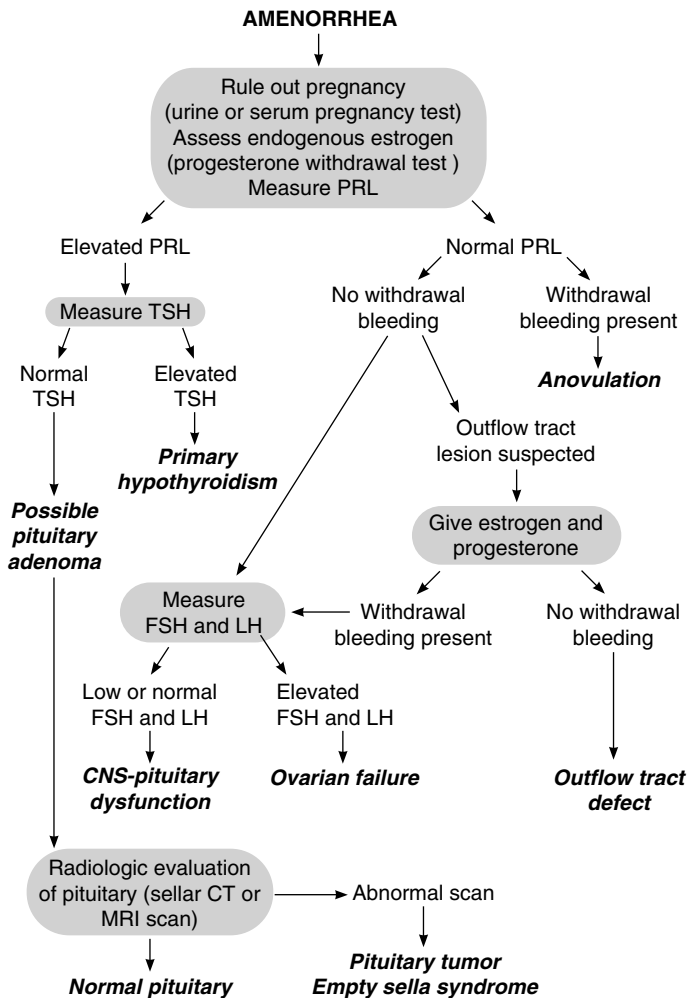 AMENORRHEA
Rule out pregnancy
(urine or serum pregnancy test)
Assess endogenous estrogen
(progesterone withdrawal test )
Measure PRL
Elevated PRL
Normal PRL
Measure TSH
No withdrawal
bleeding
Withdrawal
bleeding present
Normal
TSH
Elevated
TSH
Anovulation
Primary
hypothyroidism
Outflow tract
lesion suspected
Possible
pituitary
adenoma
Give estrogen and
progesterone
Measure
FSH and LH
Withdrawal
bleeding present
No withdrawal
bleeding
Low or normal
FSH and LH
Elevated
FSH and LH
CNS-pituitary
dysfunction
Ovarian failure
Outflow tract
defect
Radiologic evaluation
of pituitary (sellar CT or
MRI scan)
Abnormal scan
Normal pituitary
Pituitary tumor
Empty sella syndrome